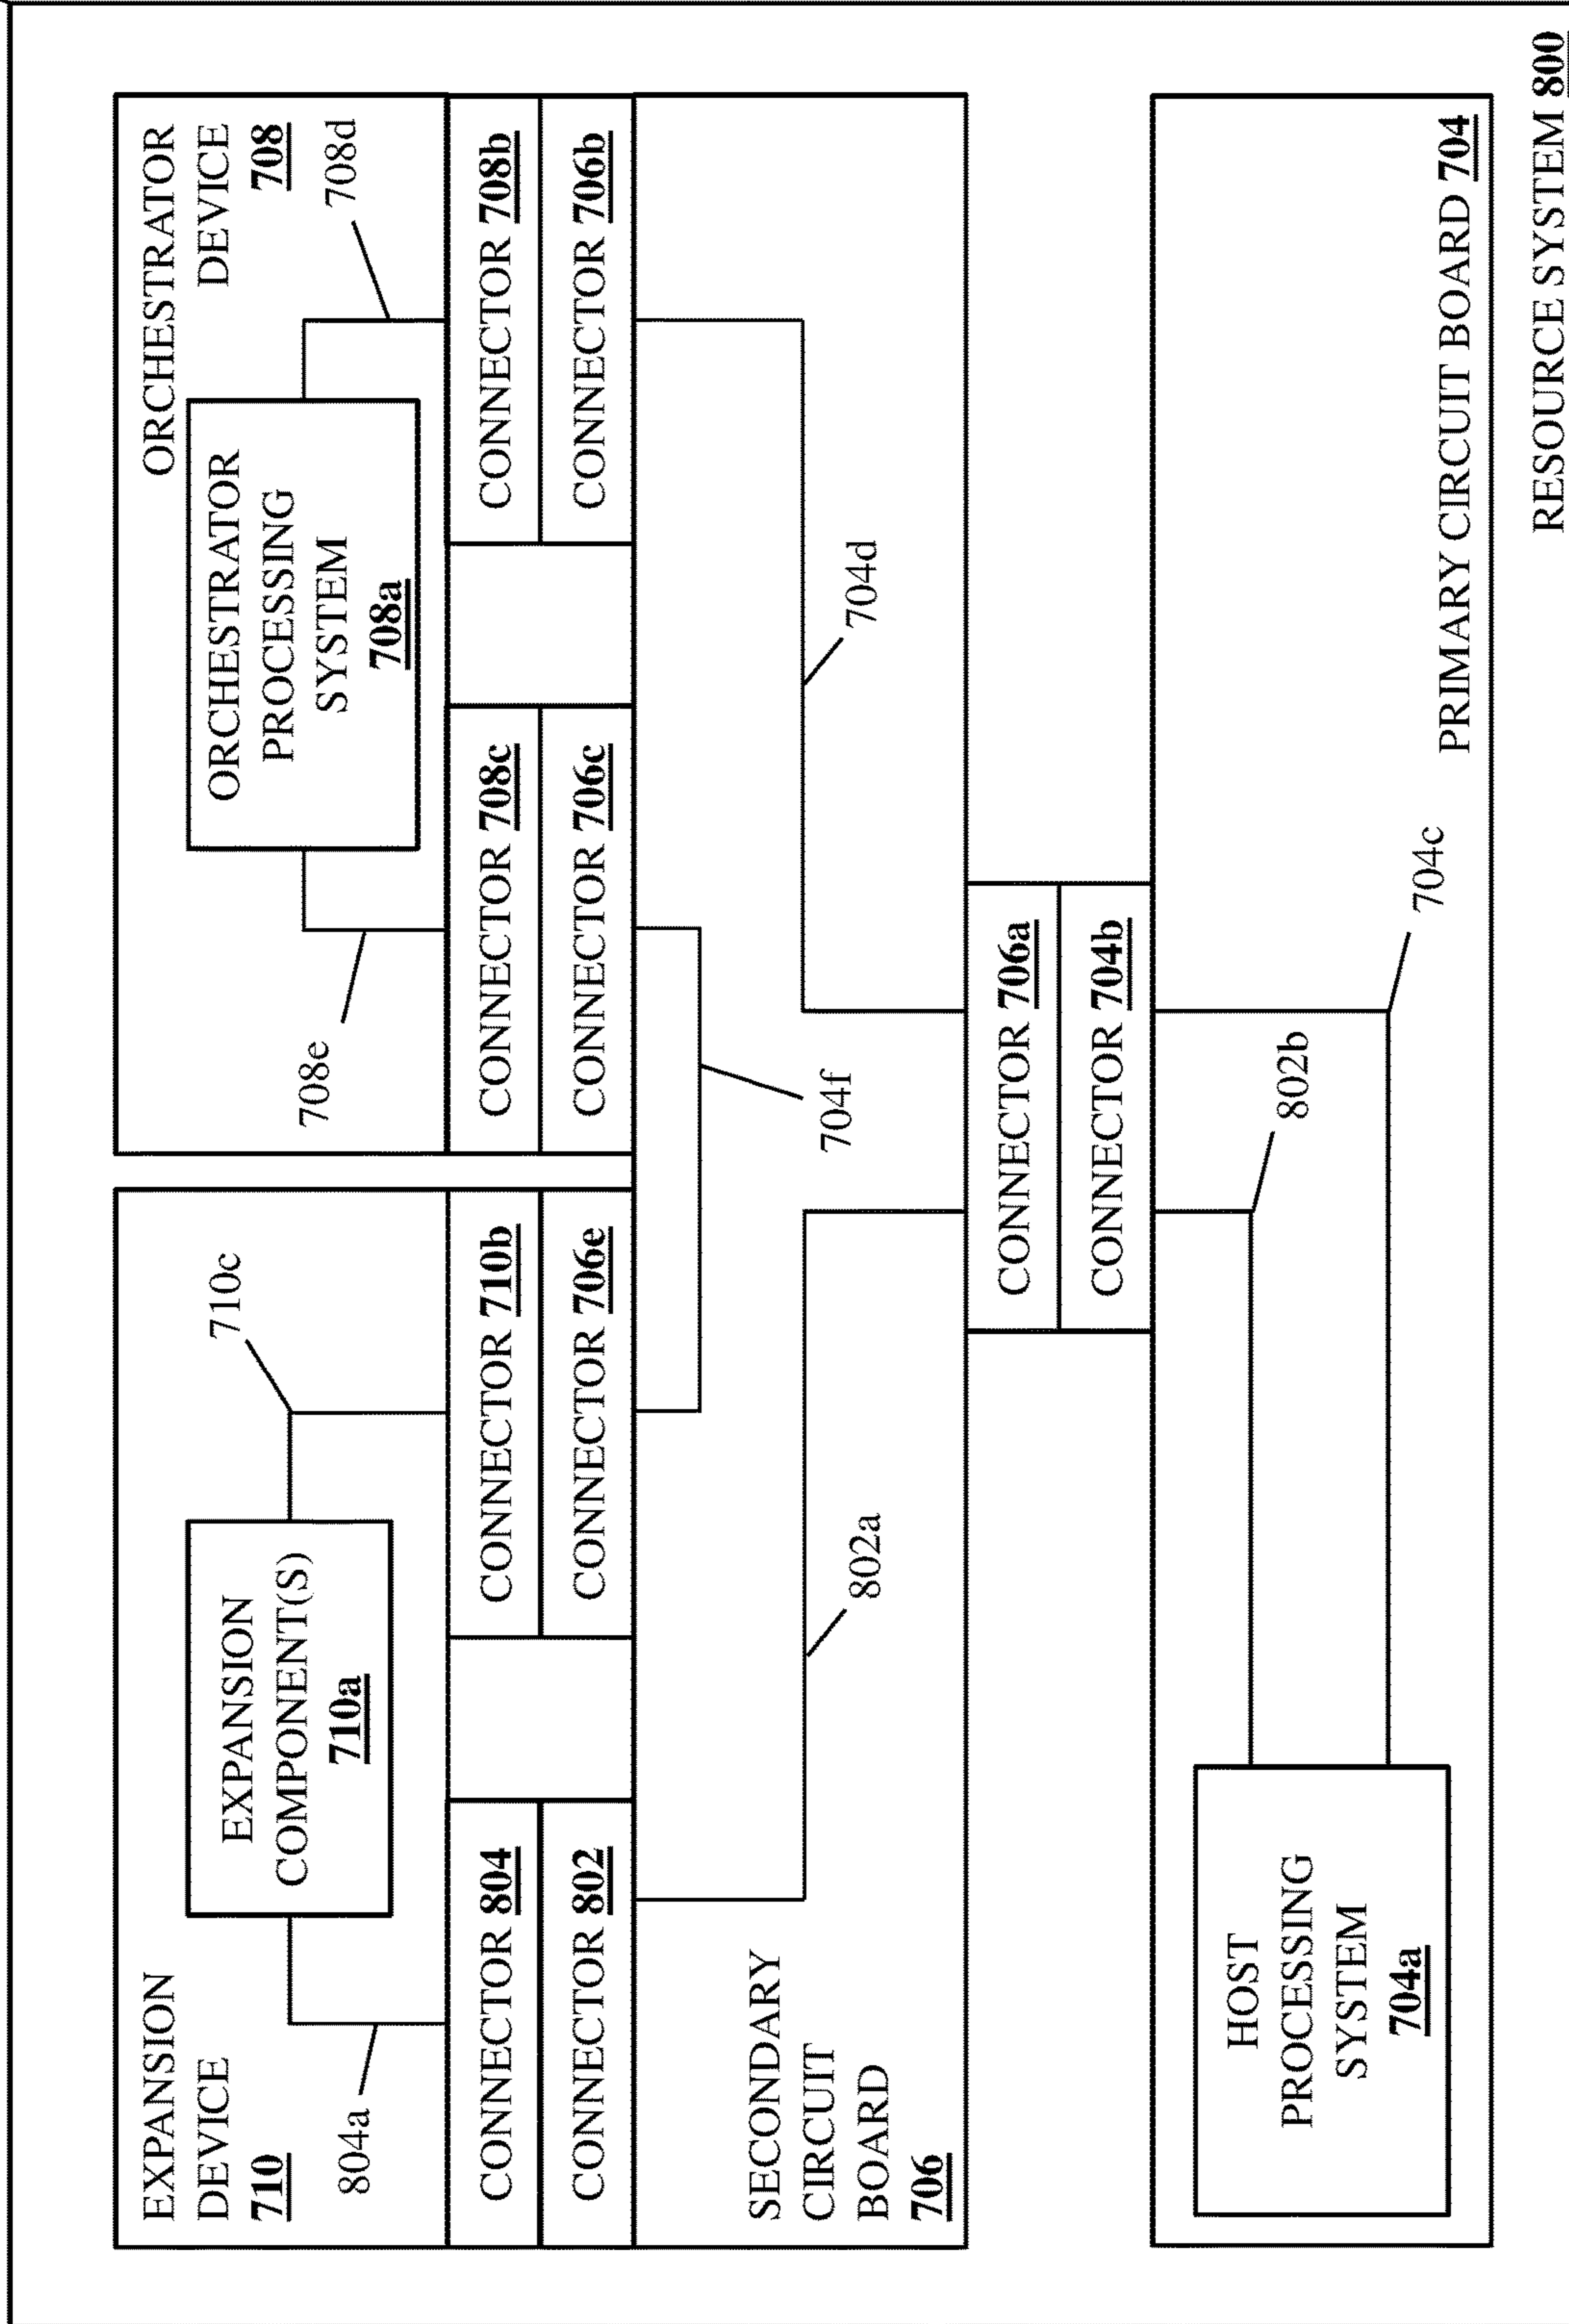 EXPANSION
DEVICE
710
804a
EXPANSION
COMPONENT(S)
710a
710c
CONNECTOR 804
CONNECTOR 802
CONNECTOR 710b
CONNECTOR 706e
ORCHESTRATOR
DEVICE
708
708d
ORCHESTRATOR
PROCESSING
SYSTEM
708a
708e
CONNECTOR 708c
CONNECTOR 706c
CONNECTOR 708b
CONNECTOR 706b
SECONDARY
CIRCUIT
BOARD
706
802a
704f
704d
CONNECTOR 706a
CONNECTOR 704b
HOST
PROCESSING
SYSTEM
704a
802b
704c
PRIMARY CIRCUIT BOARD 704
RESOURCE SYSTEM 800